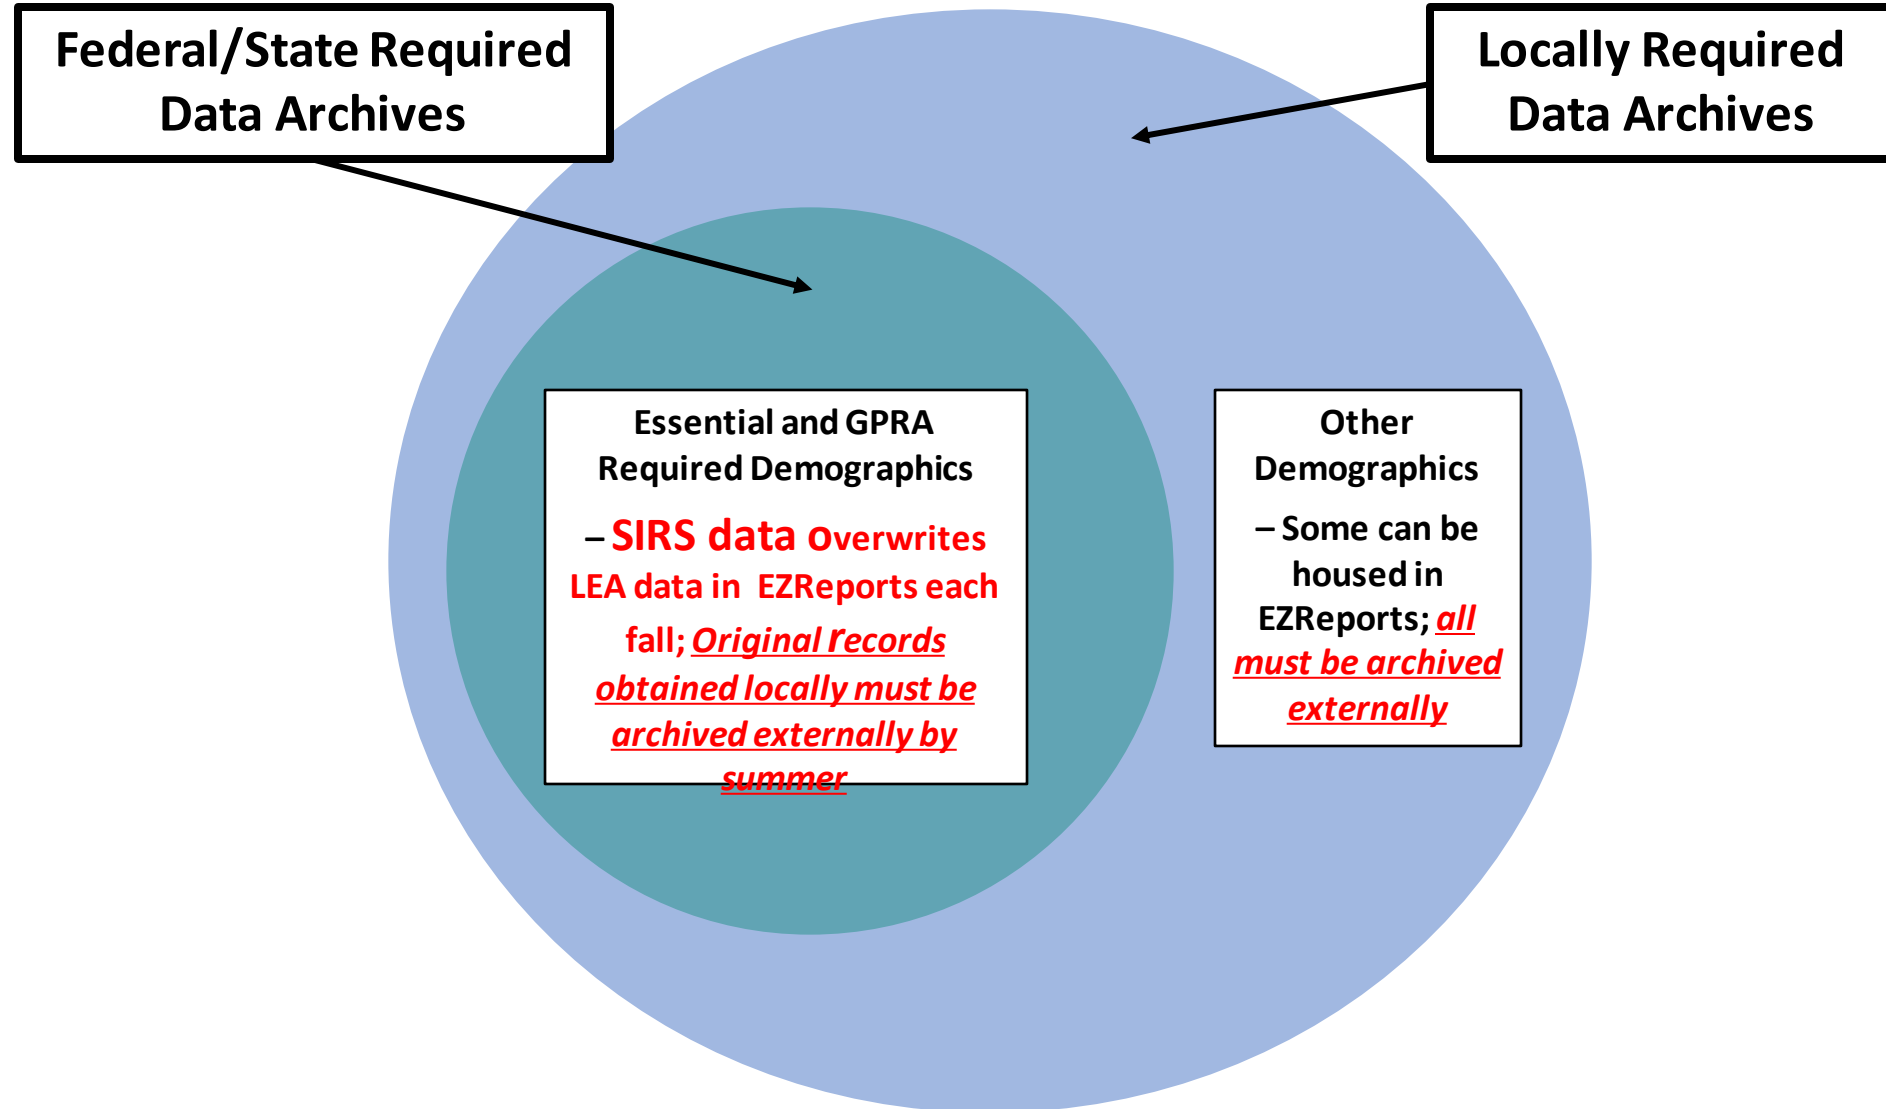 Federal/State Required
Data Archives
Locally Required
Data Archives
Essential and GPRA
Required Demographics
– SIRS data overwrites
LEA data in EZReports each
fall; Original records
obtained locally must be
archived externally by
summer
Other
Demographics
– Some can be
housed in
EZReports; all
must be archived
externally